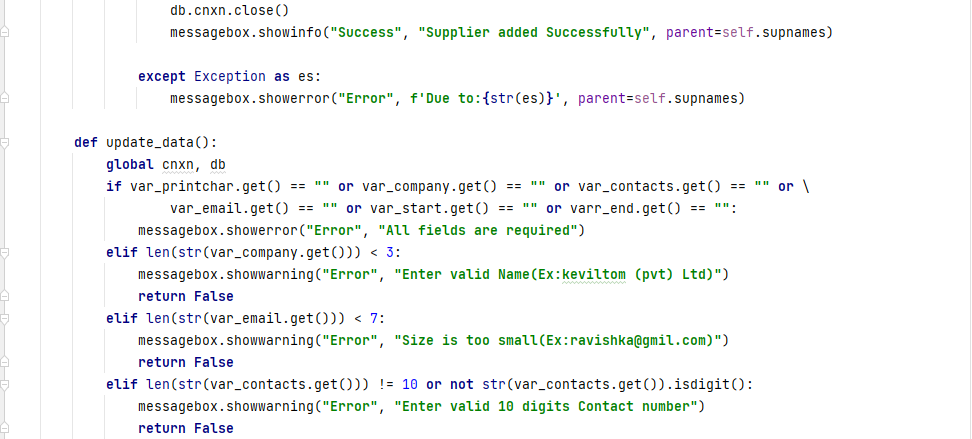 db.cnxn.close()
messagebox.showinfo("Success", "Supplier added Successfully", parent=self.supnames)
except Exception as es:
messagebox.showerror("Error", f'Due to:{str(es)}', parent=self.supnames)
def update_data():
global cnxn, db
if var_printchar.get() == "" or var_company.get() == "" or var_contacts.get() == "" or \
var_email.get() == "" or var_start.get() == "" or varr_end.get() == "":
messagebox.showerror("Error", "All fields are required")
elif len(str(var_company.get())) < 3:
messagebox.showwarning("Error", "Enter valid Name(Ex:keviltom (pvt) Ltd)")
return False
elif len(str(var_email.get())) < 7:
messagebox.showwarning("Error", "Size is too small(Ex:ravishka@gmil.com)")
return False
elif len(str(var_contacts.get())) != 10 or not str(var_contacts.get()).isdigit():
messagebox.showwarning("Error", "Enter valid 10 digits Contact number")
return False